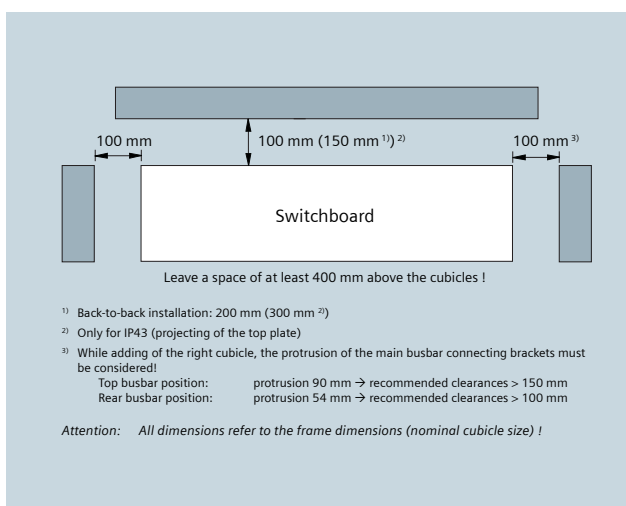 100 mm
100 mm (150 mm ¹⁾) ²⁾
100 mm ³⁾
Switchboard
Leave a space of at least 400 mm above the cubicles !
¹⁾ Back-to-back installation: 200 mm (300 mm ²⁾)
²⁾ Only for IP43 (projecting of the top plate)
³⁾ While adding of the right cubicle, the protrusion of the main busbar connecting brackets must
be considered!
Top busbar position: protrusion 90 mm → recommended clearances > 150 mm
Rear busbar position: protrusion 54 mm → recommended clearances > 100 mm
Attention: All dimensions refer to the frame dimensions (nominal cubicle size) !